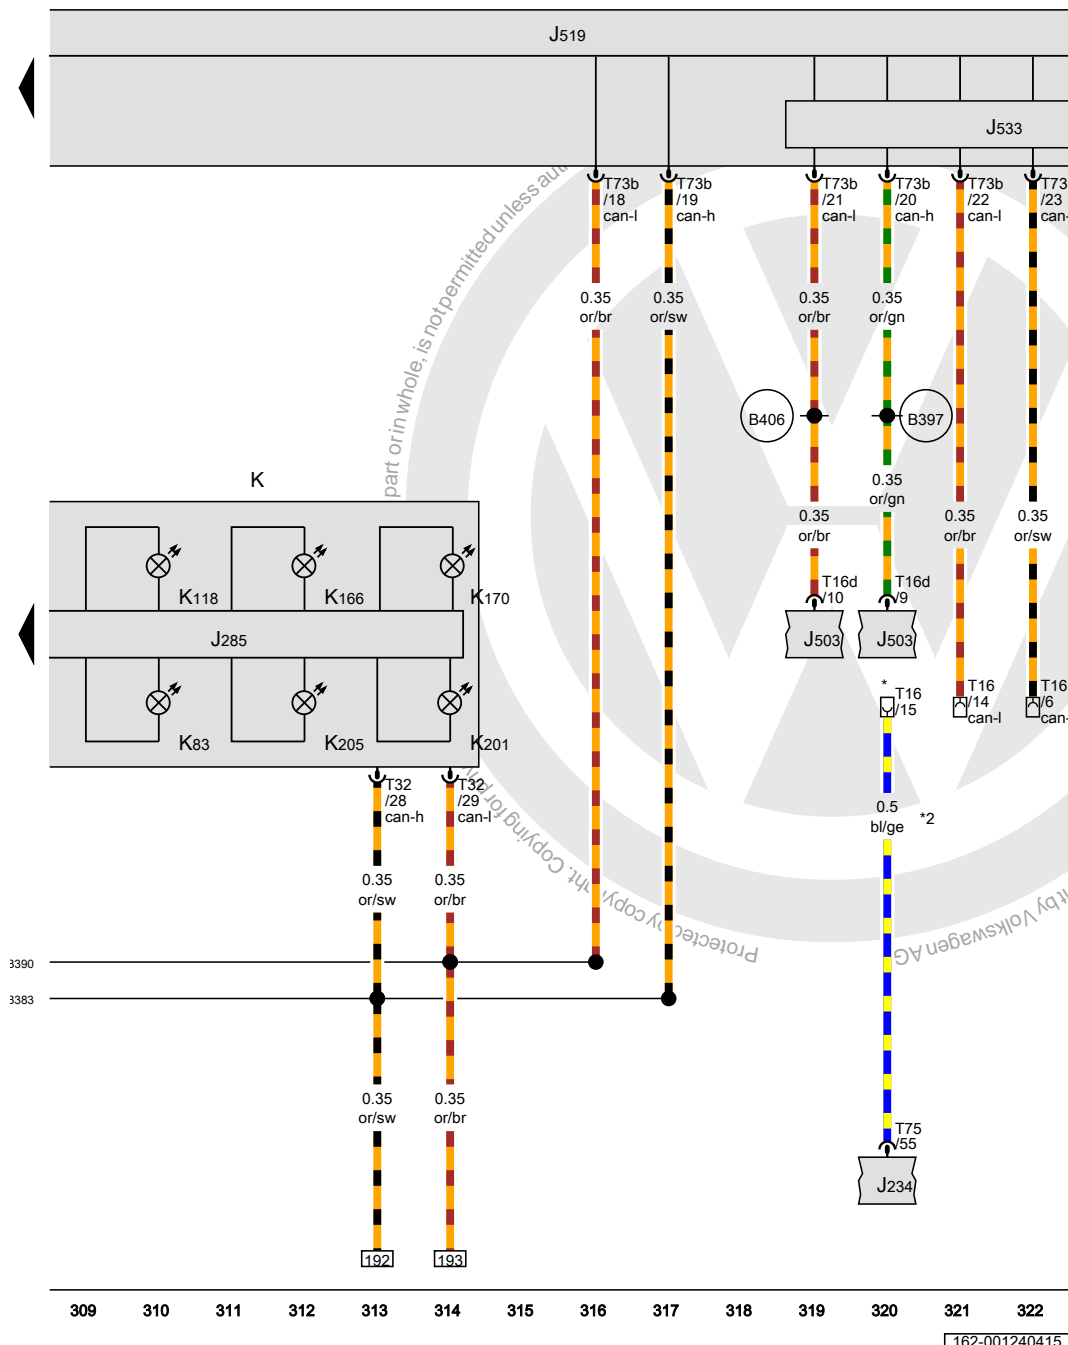 J519
J533
T73b
/18
can-l
T73b
/19
can-h
T73b
/21
can-l
T73b
/20
can-h
T73b
/22
can-l
T73
/23
can-
part or in whole, is not permitted unless aut
0.35
or/br
0.35
or/sw
0.35
or/br
0.35
or/gn
B406
B397
K
0.35
or/gn
0.35
or/br
0.35
or/br
0.35
or/sw
K118
K166
K170
T16d
/10
T16d
/9
J285
J503
J503
*
T16
/15
T16
/14
can-l
T16
/6
can-
K83
K205
K201
T32
/28
can-h
T32
/29
can-l
0.5
bl/ge
*2
0.35
or/sw
0.35
or/br
Copying for
copy
Protected
by Volkswagen AG
B390
B383
0.35
or/sw
0.35
or/br
T75
/55
J234
192
193
309 310 311 312 313 314 315 316 317 318 319 320 321 322
162-001240415